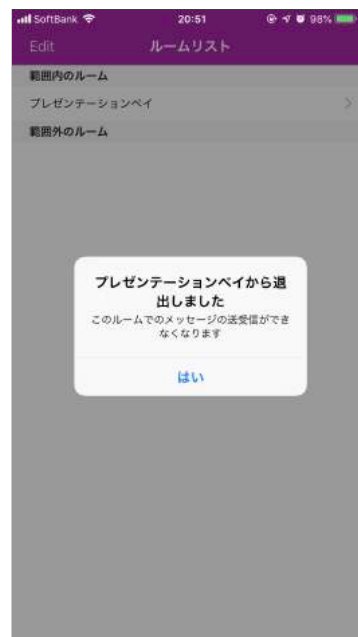 SoftBank 20:51 98%
Edit ルームリスト
範囲内のルーム
プレゼンテーションベイ
範囲外のルーム
プレゼンテーションベイから退
出しました
このルームでのメッセージの送受信ができ
なくなります
はい